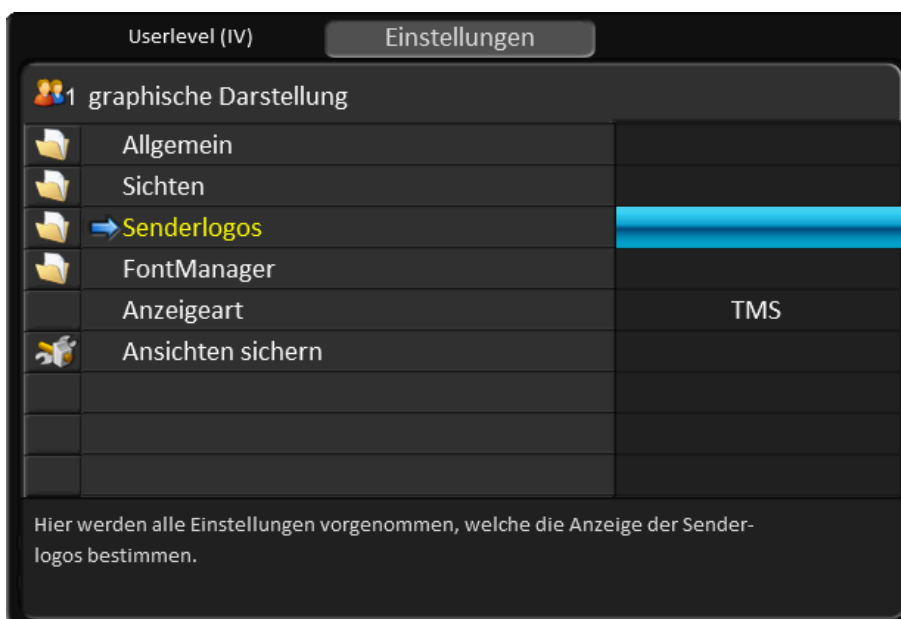 Userlevel (IV) Einstellungen
1 graphische Darstellung
Allgemein
Sichten
Senderlogos
FontManager
Anzeigeart TMS
Ansichten sichern
Hier werden alle Einstellungen vorgenommen, welche die Anzeige der Sender-
logos bestimmen.